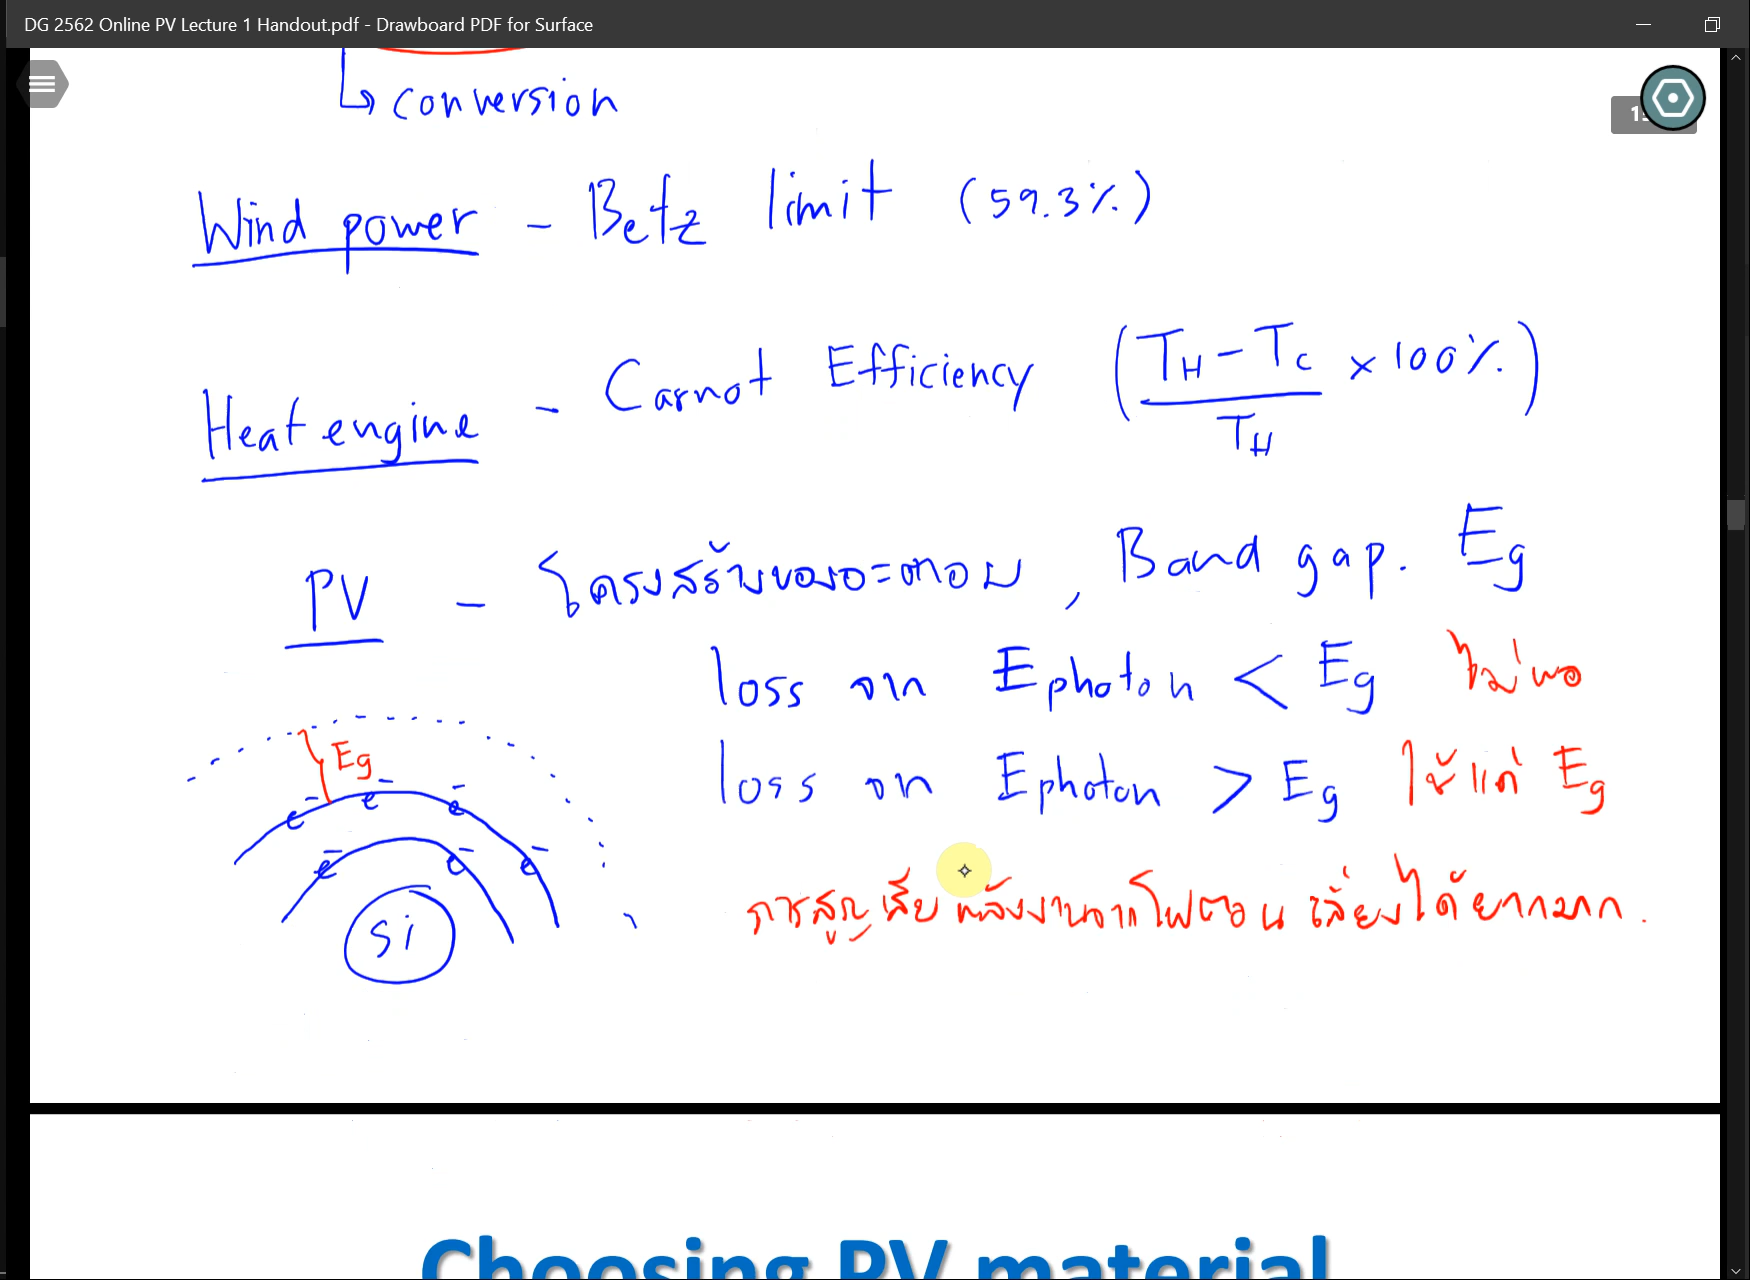 DG 2562 Online PV Lecture 1 Handout.pdf - Drawboard PDF for Surface
↳ conversion
Wind power - Betz limit (59.3%)
Heat engine - Carnot Efficiency (TH - TC / TH × 100%)
PV - โครงสร้างของอะตอม, Band gap. Eg
loss จาก Ephoton < Eg ไม่พอ
loss จาก Ephoton > Eg ใช้แค่ Eg
Eg
e- e- e-
e- e- e-
Si
การสูญเสียพลังงานจากโฟตอน เลี่ยงได้ยากมาก.
Choosing PV material